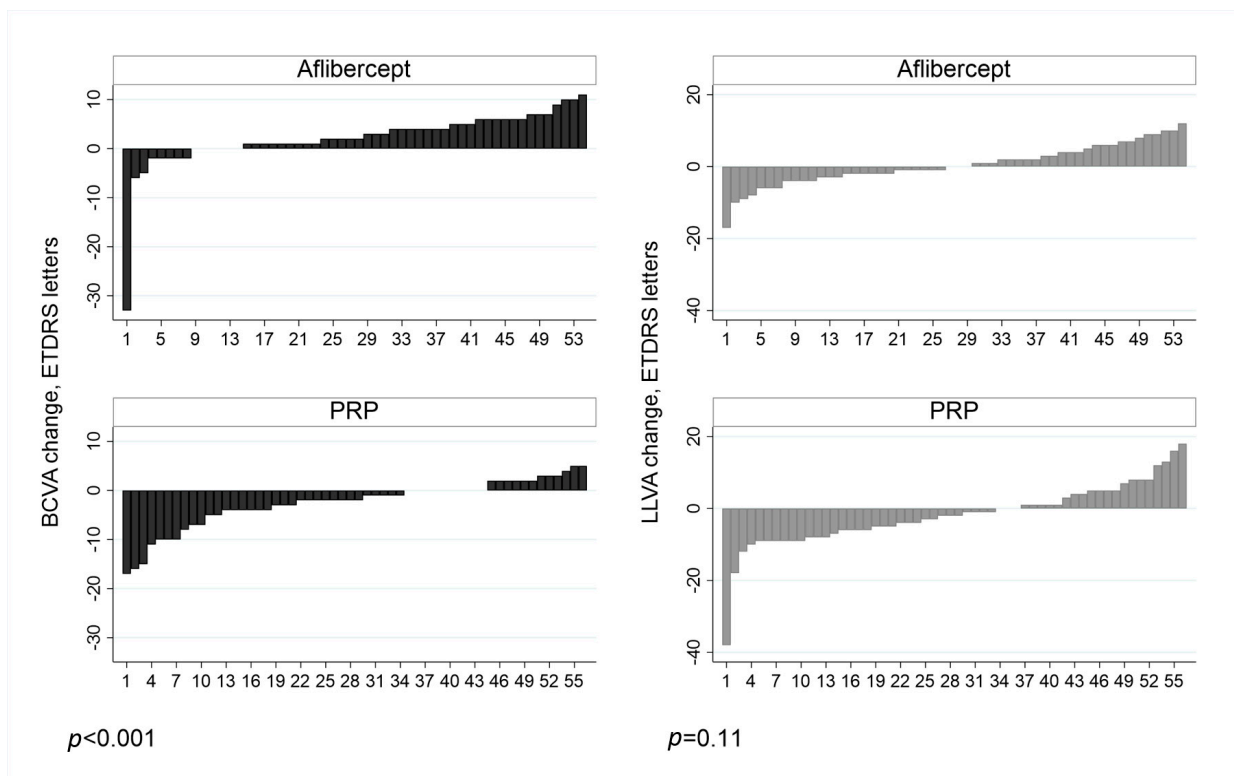 Aflibercept
10
0
-10
-20
-30
1 5 9 13 17 21 25 29 33 37 41 45 49 53
BCVA change, ETDRS letters
PRP
10
0
-10
-20
-30
1 4 7 10 13 16 19 22 25 28 31 34 37 40 43 46 49 52 55
p<0.001
Aflibercept
20
0
-20
-40
1 5 9 13 17 21 25 29 33 37 41 45 49 53
LLVA change, ETDRS letters
PRP
20
0
-20
-40
1 4 7 10 13 16 19 22 25 28 31 34 37 40 43 46 49 52 55
p=0.11